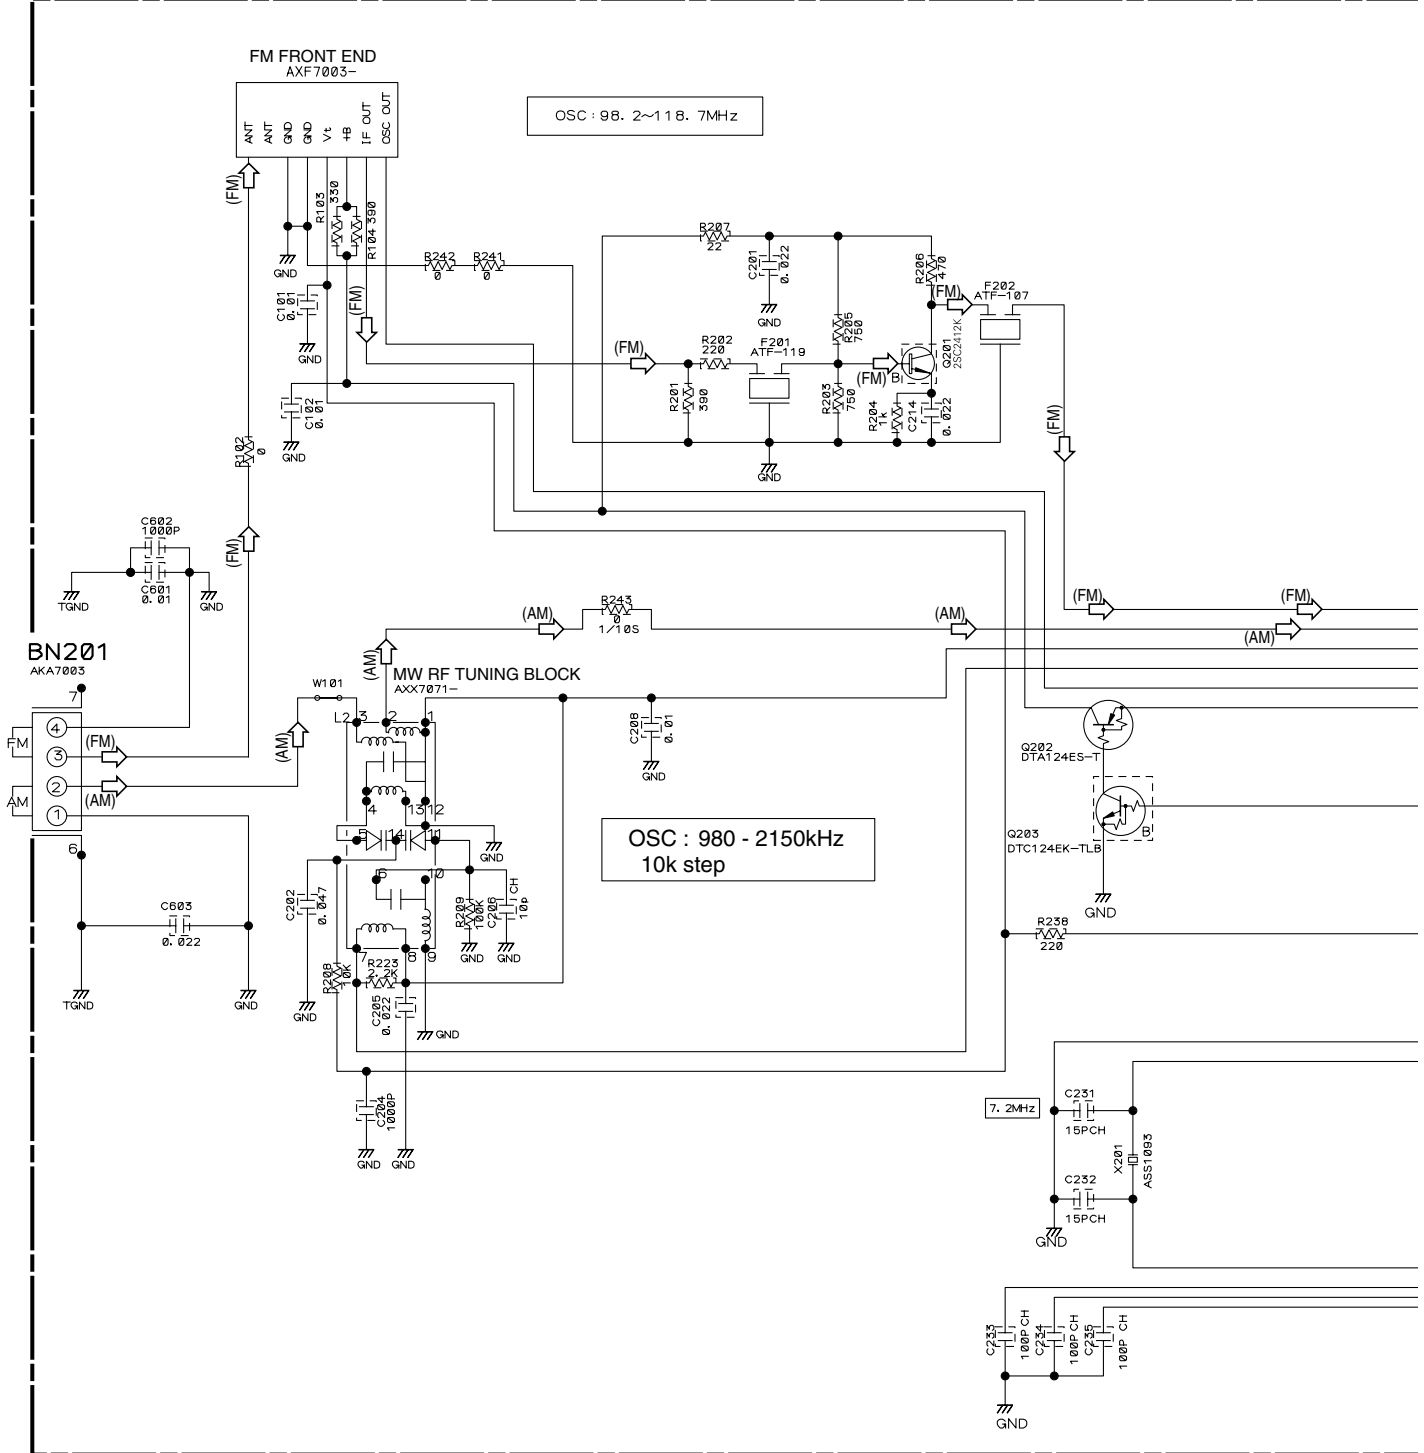 FM FRONT END
AXF7003-
ANT
ANT
GND
GND
Vt
+B
IF OUT
OSC OUT
OSC : 98. 2~118. 7MHz
(FM)
R103
330
R104 390
GND
R242
0
R241
0
C101
0.01
GND
(FM)
C102
0.01
GND
R207
22
C201
0.022
GND
R206
470
(FM)
F202
ATF-107
R205
750
(FM)
R202
220
F201
ATF-119
(FM)
B
Q201
2SC2412K
R201
390
R203
750
R204
1k
C214
0.022
GND
(FM)
R102
0
(FM)
C602
1000P
C601
0. 01
TGND
GND
BN201
AKA7003
7
4
3
2
1
FM
AM
(FM)
(AM)
6
C603
0. 022
TGND
GND
(AM)
W101
(AM)
MW RF TUNING BLOCK
AXX7071-
(AM)
R243
0
1/10S
(AM)
(FM)
(FM)
(AM)
L2
3
2
1
4
13
12
5
14
11
GND
6
10
7
8
9
C208
0.01
GND
OSC : 980 - 2150kHz
10k step
C202
0.047
GND
R209
100K
GND
C206
10p
CH
GND
R208
10K
R223
2. 2K
C205
0.022
GND
GND
C204
1000P
GND
Q202
DTA124ES-T
Q203
DTC124EK-TLB
B
GND
R238
220
7. 2MHz
C231
15PCH
X201
ASS1093
C232
15PCH
GND
C233
100P CH
C234
100P CH
C235
100P CH
GND